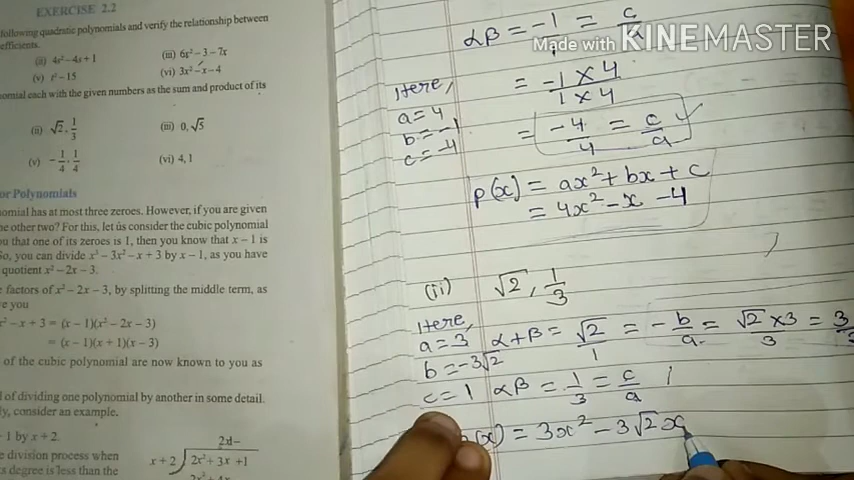 EXERCISE 2.2
following quadratic polynomials and verify the relationship between
efficients.
(ii) 4s² – 4s + 1
(iii) 6x² – 3 – 7x
(v) t² – 15
(vi) 3x² – x – 4
nomial each with the given numbers as the sum and product of its
(ii) √2, 1/3
(iii) 0, √5
(v) –1/4, 1/4
(vi) 4, 1
or Polynomials
nomial has at most three zeroes. However, if you are given
he other two? For this, let us consider the cubic polynomial
ou that one of its zeroes is 1, then you know that x – 1 is
So, you can divide x³ – 3x² – x + 3 by x – 1, as you have
quotient x² – 2x – 3.
e factors of x² – 2x – 3, by splitting the middle term, as
ve you
x² – x + 3 = (x – 1)(x² – 2x – 3)
= (x – 1)(x + 1)(x – 3)
of the cubic polynomial are now known to you as
d of dividing one polynomial by another in some detail.
ly, consider an example.
– 1 by x + 2.
e division process when
ts degree is less than the
2x –
x + 2
2x² + 3x + 1
αβ = -1/1 = c/a
Made with KINEMASTER
= -1 × 4 / 1 × 4
Here,
a = 4
b = -1
c = -4
= -4/4 = c/a
p(x) = ax² + bx + c
= 4x² - x - 4
(ii) √2, 1/3
Here,
a = 3
b = -3√2
c = 1
α + β = √2/1 = - b/a = √2 × 3 / 3 = 3
αβ = 1/3 = c/a
(x) = 3x² - 3√2 x